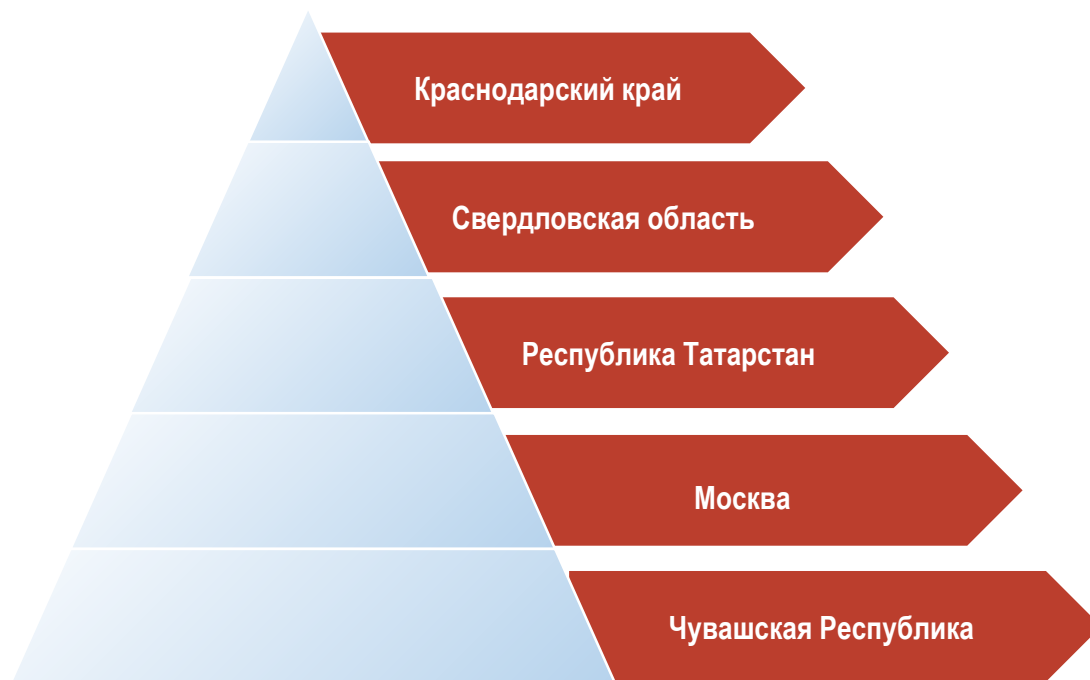 Краснодарский край
Свердловская область
Республика Татарстан
Москва
Чувашская Республика